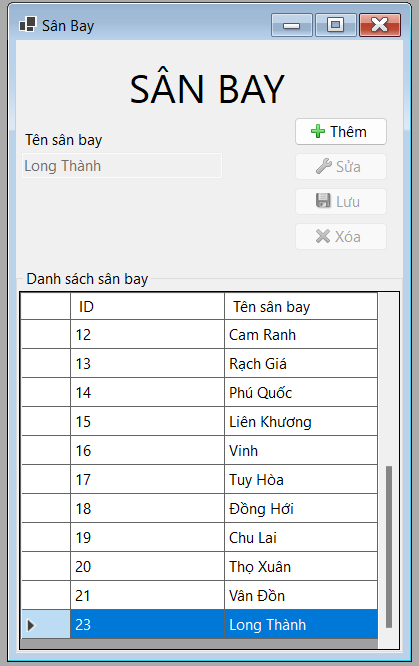 Sân Bay
SÂN BAY
Tên sân bay
Long Thành
Thêm
Sửa
Lưu
Xóa
Danh sách sân bay
ID Tên sân bay
12 Cam Ranh
13 Rạch Giá
14 Phú Quốc
15 Liên Khương
16 Vinh
17 Tuy Hòa
18 Đồng Hới
19 Chu Lai
20 Thọ Xuân
21 Vân Đồn
23 Long Thành